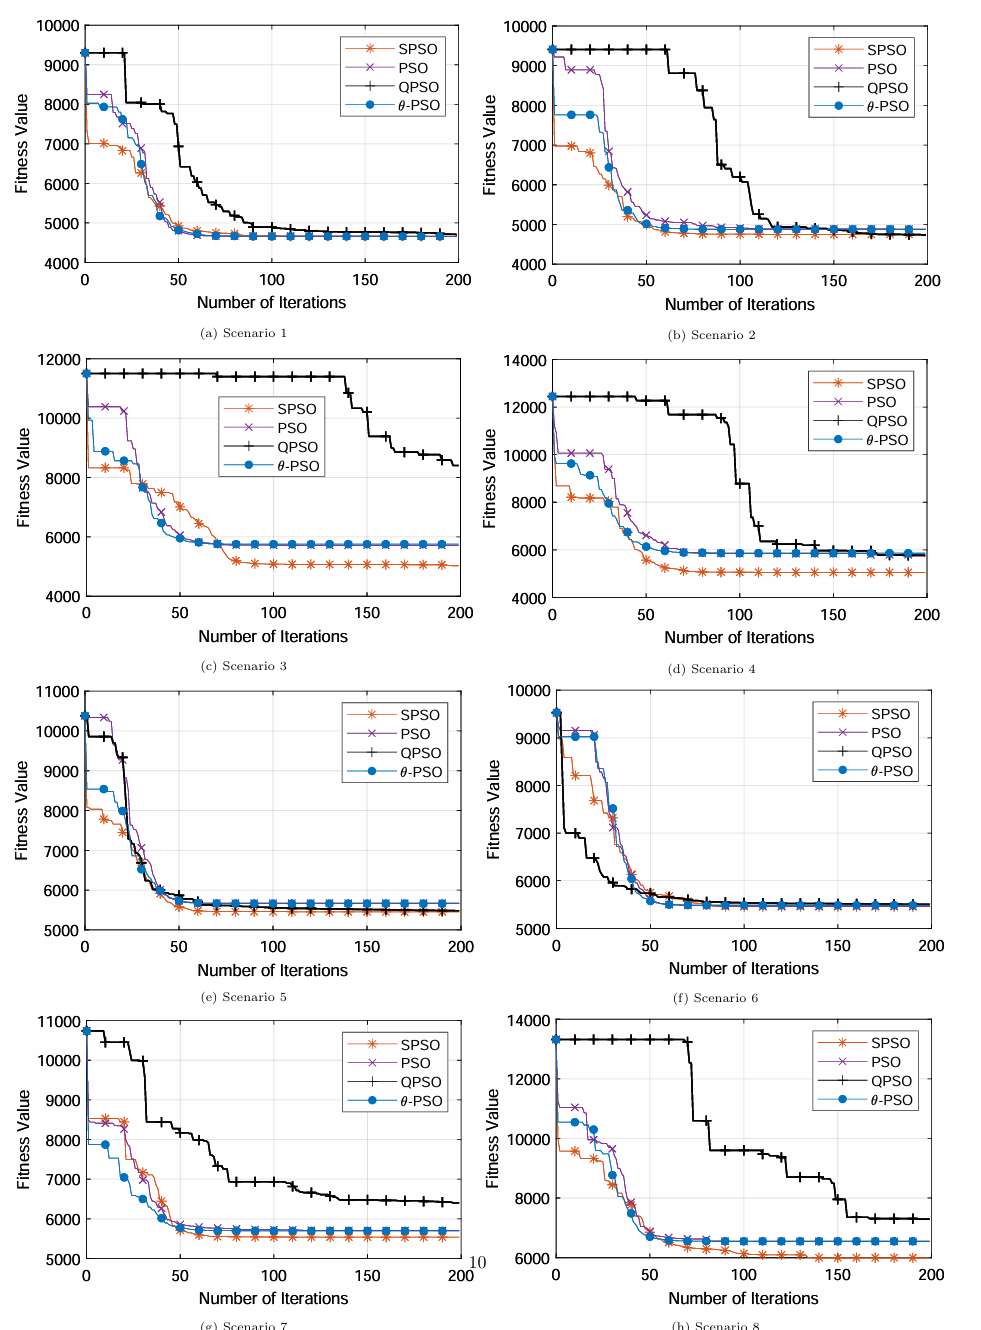 10000
9000
8000
7000
6000
5000
4000
Fitness Value
0 50 100 150 200
Number of Iterations
SPSO
PSO
QPSO
θ-PSO
(a) Scenario 1
10000
9000
8000
7000
6000
5000
4000
Fitness Value
0 50 100 150 200
Number of Iterations
SPSO
PSO
QPSO
θ-PSO
(b) Scenario 2
12000
10000
8000
6000
4000
Fitness Value
0 50 100 150 200
Number of Iterations
SPSO
PSO
QPSO
θ-PSO
(c) Scenario 3
14000
12000
10000
8000
6000
4000
Fitness Value
0 50 100 150 200
Number of Iterations
SPSO
PSO
QPSO
θ-PSO
(d) Scenario 4
11000
10000
9000
8000
7000
6000
5000
Fitness Value
0 50 100 150 200
Number of Iterations
SPSO
PSO
QPSO
θ-PSO
(e) Scenario 5
10000
9000
8000
7000
6000
5000
Fitness Value
0 50 100 150 200
Number of Iterations
SPSO
PSO
QPSO
θ-PSO
(f) Scenario 6
11000
10000
9000
8000
7000
6000
5000
Fitness Value
0 50 100 150 200
Number of Iterations
SPSO
PSO
QPSO
θ-PSO
(g) Scenario 7
14000
12000
10000
8000
6000
Fitness Value
0 50 100 150 200
Number of Iterations
SPSO
PSO
QPSO
θ-PSO
(h) Scenario 8
10